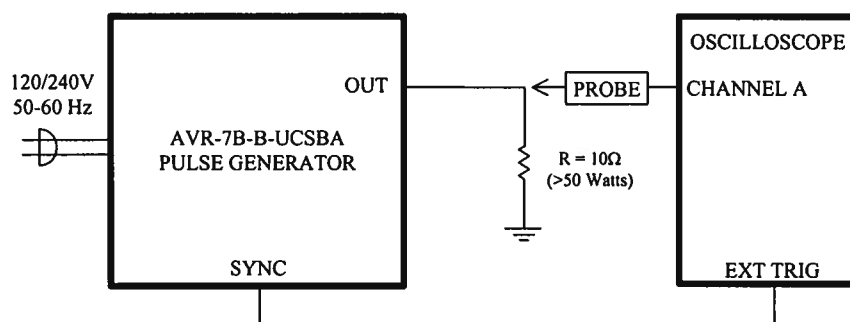 120/240V
50-60 Hz
AVR-7B-B-UCSBA
PULSE GENERATOR
OUT
SYNC
R = 10Ω
(>50 Watts)
PROBE
OSCILLOSCOPE
CHANNEL A
EXT TRIG